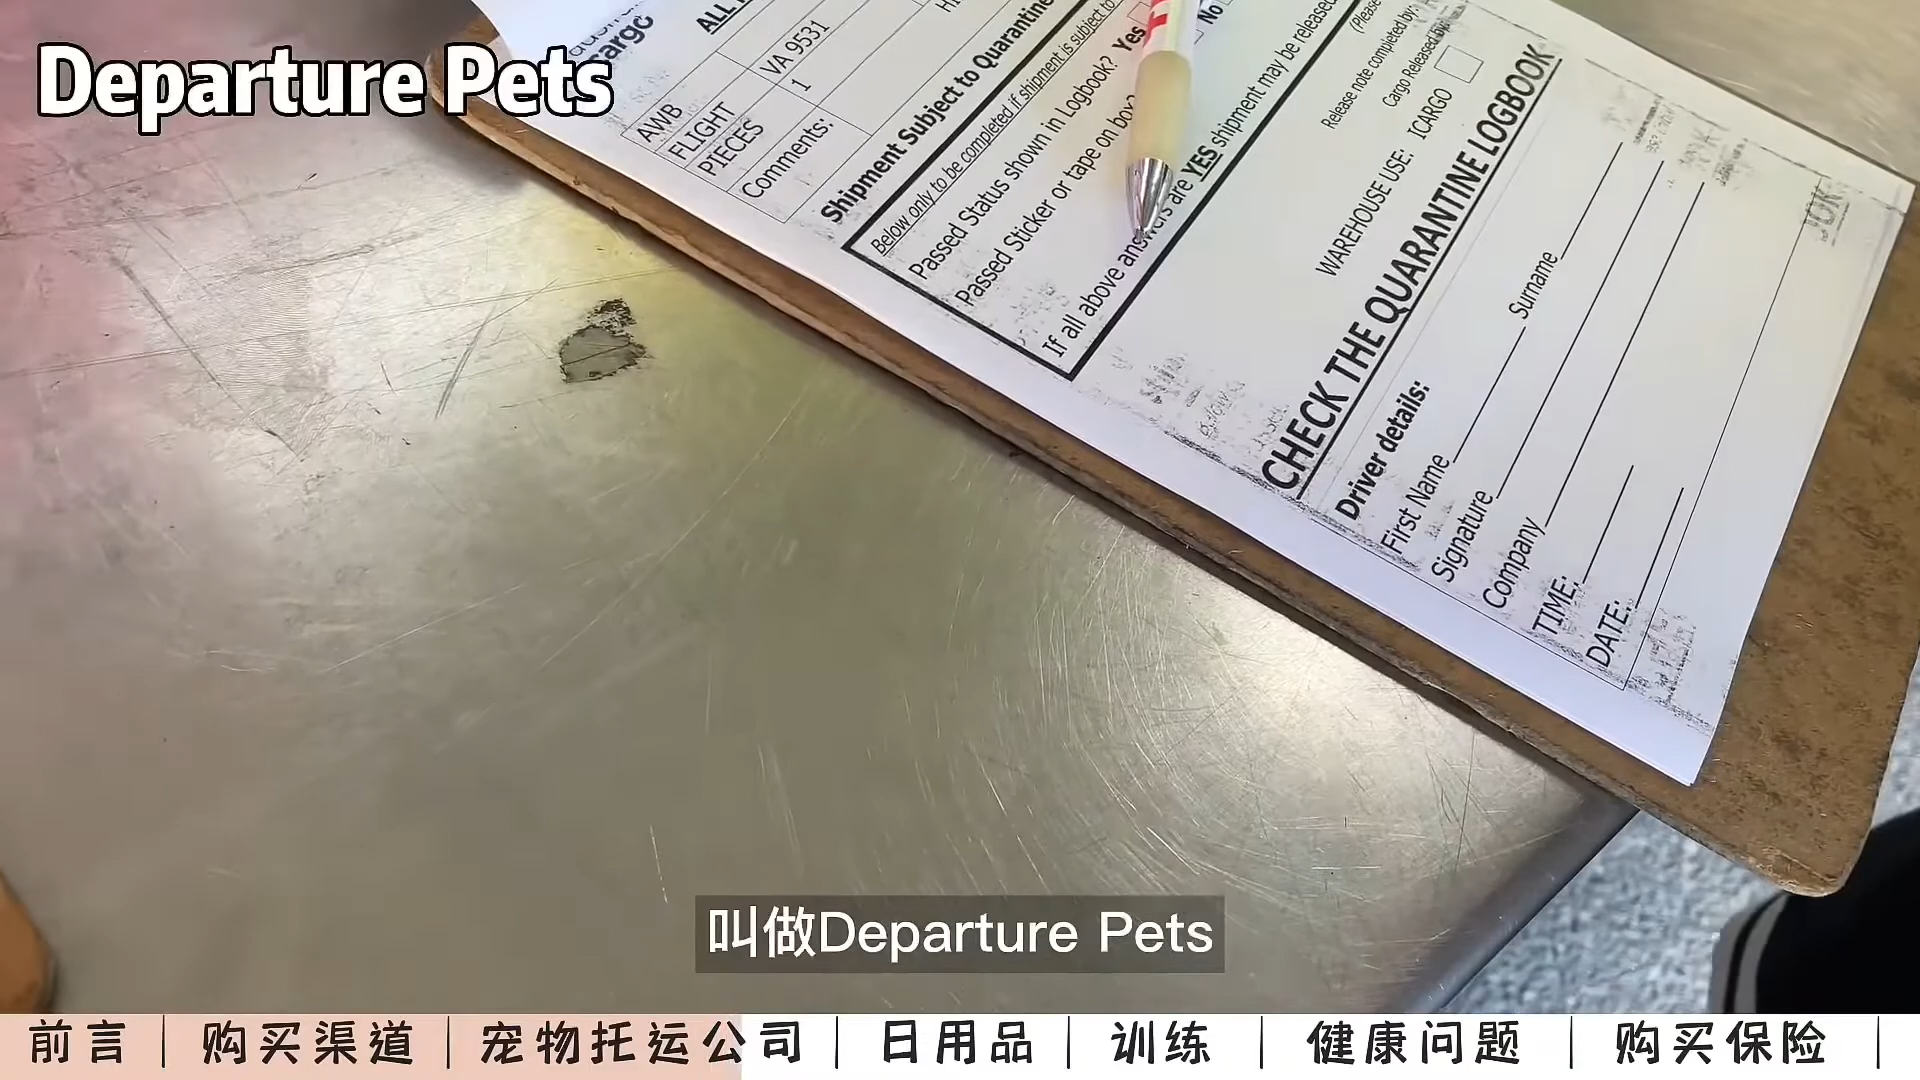 Departure Pets
AWB
FLIGHT VA 9531
PIECES 1
Comments:
Shipment Subject to Quarantine
Below only to be completed if shipment is subject to
Passed Status shown in Logbook? Yes No
Passed Sticker or tape on box?
If all above answers are YES shipment may be released
(Please
Release note completed by:
Cargo Released by
WAREHOUSE USE: ICARGO
CHECK THE QUARANTINE LOGBOOK
Driver details:
First Name Surname
Signature
Company
TIME:
DATE:
叫做Departure Pets
前言 | 购买渠道 | 宠物托运公司 | 日用品 | 训练 | 健康问题 | 购买保险 |